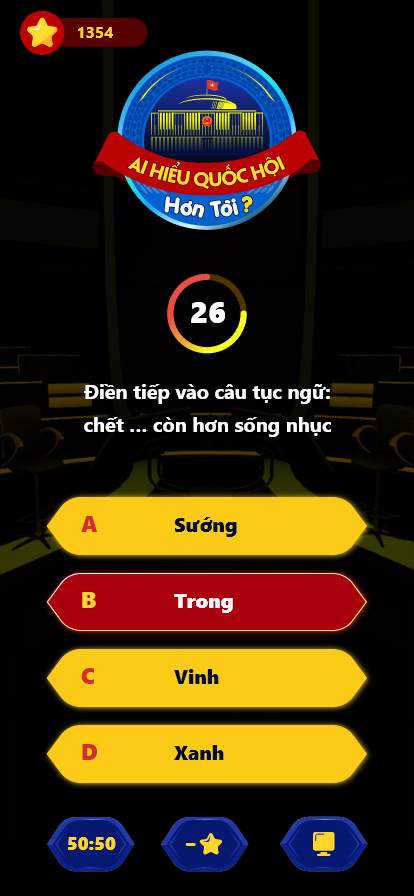 1354
AI HIỂU QUỐC HỘI
Hơn Tôi ?
26
Điền tiếp vào câu tục ngữ:
chết ... còn hơn sống nhục
A Sướng
B Trong
C Vinh
D Xanh
50:50